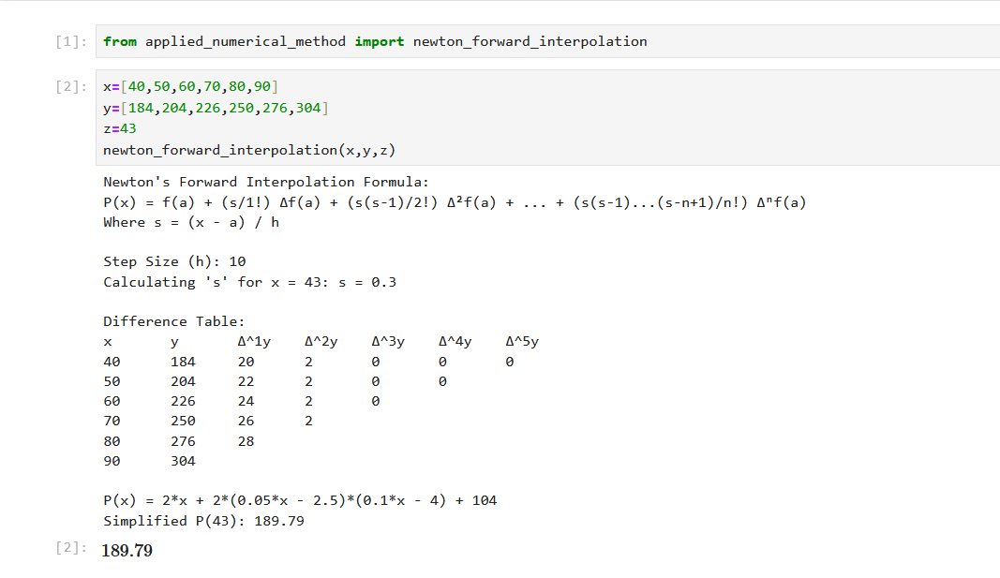 [1]: from applied_numerical_method import newton_forward_interpolation
[2]: x=[40,50,60,70,80,90]
y=[184,204,226,250,276,304]
z=43
newton_forward_interpolation(x,y,z)
Newton's Forward Interpolation Formula:
P(x) = f(a) + (s/1!) Δf(a) + (s(s-1)/2!) Δ²f(a) + ... + (s(s-1)...(s-n+1)/n!) Δⁿf(a)
Where s = (x - a) / h
Step Size (h): 10
Calculating 's' for x = 43: s = 0.3
Difference Table:
x y Δ^1y Δ^2y Δ^3y Δ^4y Δ^5y
40 184 20 2 0 0 0
50 204 22 2 0 0
60 226 24 2 0
70 250 26 2
80 276 28
90 304
P(x) = 2*x + 2*(0.05*x - 2.5)*(0.1*x - 4) + 104
Simplified P(43): 189.79
[2]: 189.79